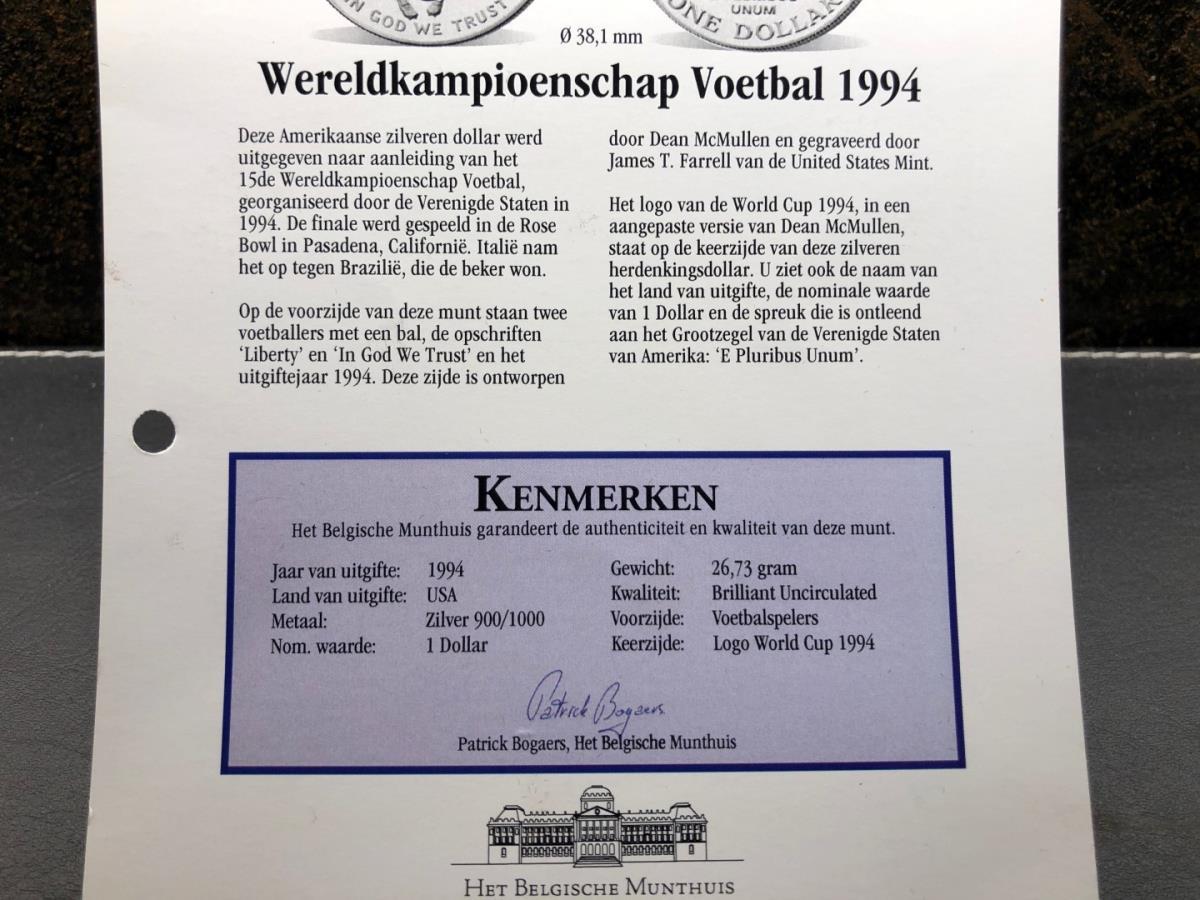 IN GOD WE TRUST
UNUM
ONE DOLLAR
Ø 38,1 mm
Wereldkampioenschap Voetbal 1994
Deze Amerikaanse zilveren dollar werd
uitgegeven naar aanleiding van het
15de Wereldkampioenschap Voetbal,
georganiseerd door de Verenigde Staten in
1994. De finale werd gespeeld in de Rose
Bowl in Pasadena, Californië. Italië nam
het op tegen Brazilië, die de beker won.
Op de voorzijde van deze munt staan twee
voetballers met een bal, de opschriften
‘Liberty’ en ‘In God We Trust’ en het
uitgiftejaar 1994. Deze zijde is ontworpen
door Dean McMullen en gegraveerd door
James T. Farrell van de United States Mint.
Het logo van de World Cup 1994, in een
aangepaste versie van Dean McMullen,
staat op de keerzijde van deze zilveren
herdenkingsdollar. U ziet ook de naam van
het land van uitgifte, de nominale waarde
van 1 Dollar en de spreuk die is ontleend
aan het Grootzegel van de Verenigde Staten
van Amerika: ‘E Pluribus Unum’.
KENMERKEN
Het Belgische Munthuis garandeert de authenticiteit en kwaliteit van deze munt.
Jaar van uitgifte: 1994
Land van uitgifte: USA
Metaal: Zilver 900/1000
Nom. waarde: 1 Dollar
Gewicht: 26,73 gram
Kwaliteit: Brilliant Uncirculated
Voorzijde: Voetbalspelers
Keerzijde: Logo World Cup 1994
Patrick Bogaers
Patrick Bogaers, Het Belgische Munthuis
HET BELGISCHE MUNTHUIS